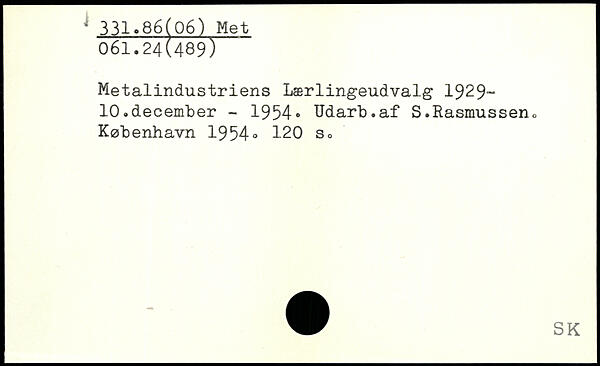 331.86(06) Met
061.24(489)
Metalindustriens Lærlingeudvalg 1929-
10.december - 1954. Udarb.af S.Rasmussen.
København 1954. 120 s.
SK